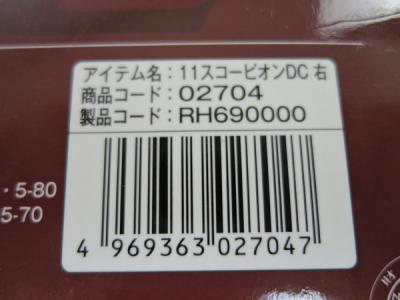 アイテム名：11スコーピオンDC 右
商品コード：02704
製品コード：RH690000
・5-80
5-70
4 969363 027047